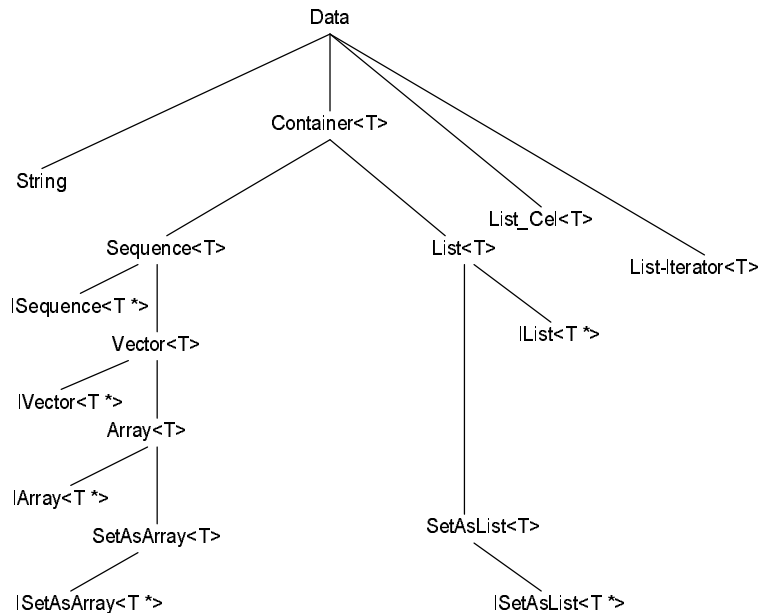 Data
Container<T>
String
List_Cel<T>
Sequence<T>
List<T>
List-Iterator<T>
ISequence<T *>
IList<T *>
Vector<T>
IVector<T *>
Array<T>
IArray<T *>
SetAsList<T>
SetAsArray<T>
ISetAsArray<T *>
ISetAsList<T *>